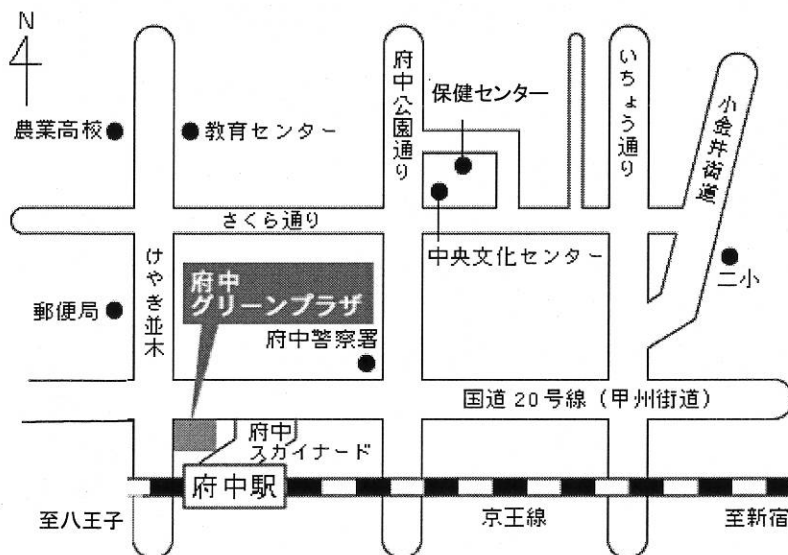 N
保健センター
府中公園通り
いちょう通り
小金井街道
農業高校
教育センター
さくら通り
中央文化センター
けやき並木
二小
府中
グリーンプラザ
郵便局
府中警察署
国道20号線(甲州街道)
府中
スカイナード
府中駅
至八王子
京王線
至新宿